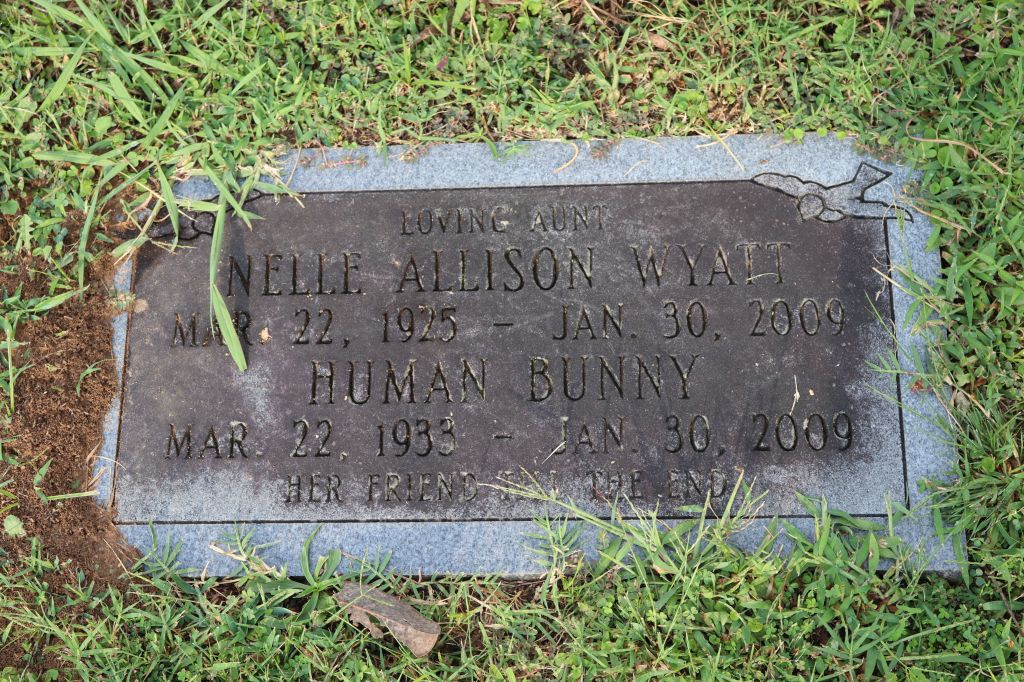 LOVING AUNT
NELLE ALLISON WYATT
MAR 22, 1925 – JAN. 30, 2009
HUMAN BUNNY
MAR. 22, 1933 – JAN. 30, 2009
HER FRIEND TILL THE END